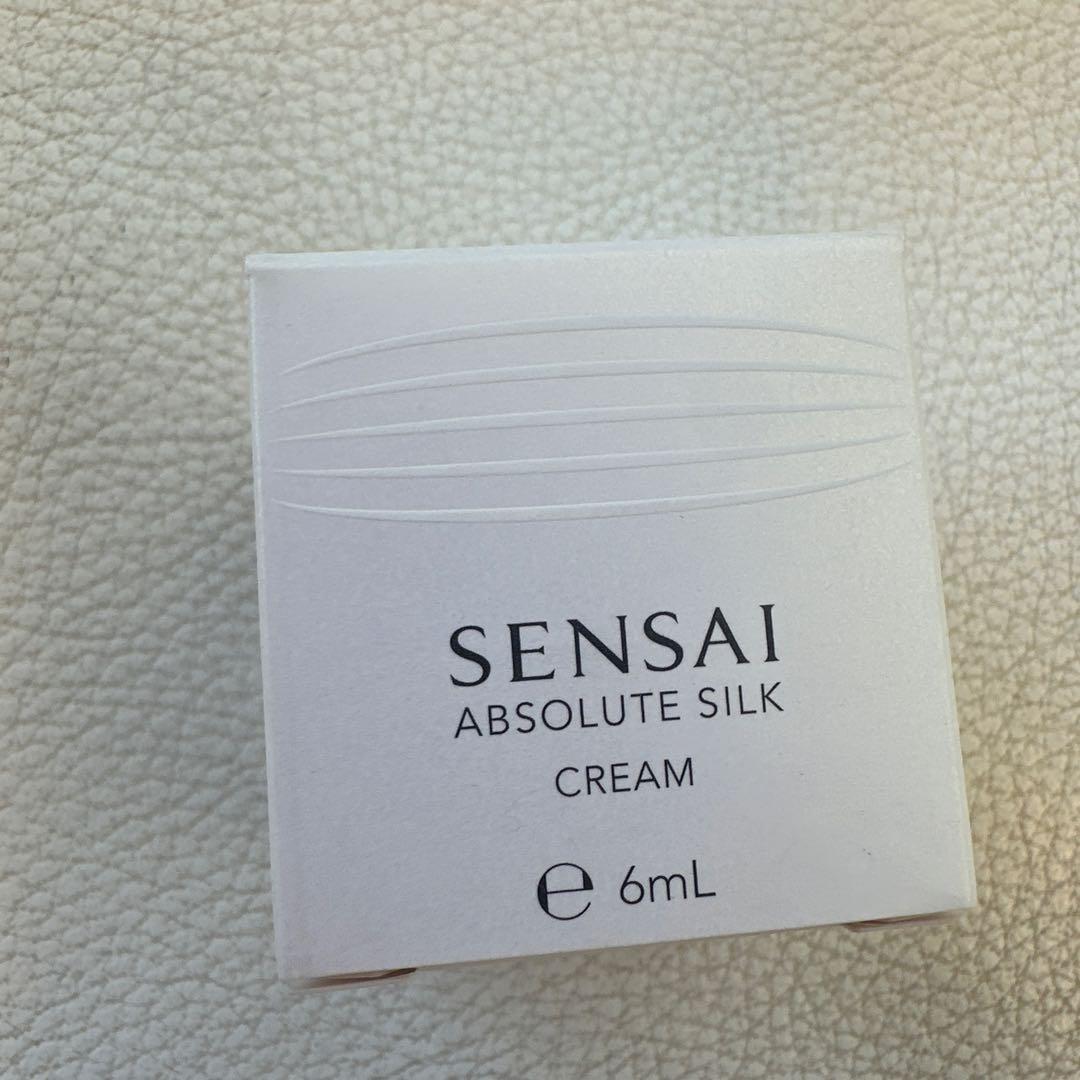 SENSAI
ABSOLUTE SILK
CREAM
℮ 6mL